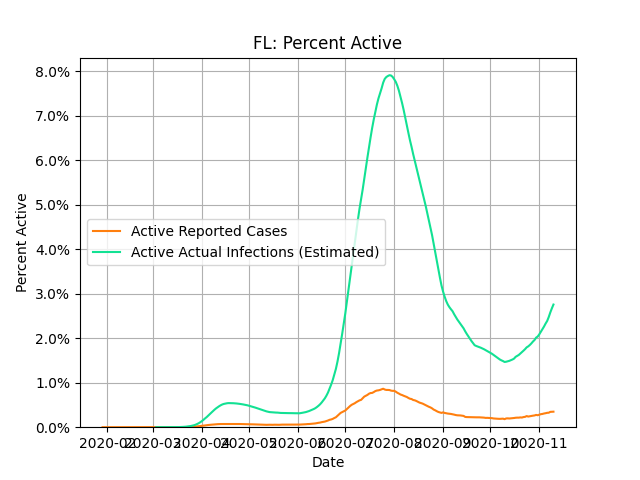 FL: Percent Active
8.0%
7.0%
6.0%
5.0%
4.0%
3.0%
2.0%
1.0%
0.0%
Percent Active
Active Reported Cases
Active Actual Infections (Estimated)
2020-02 2020-03 2020-04 2020-05 2020-06 2020-07 2020-08 2020-09 2020-10 2020-11
Date